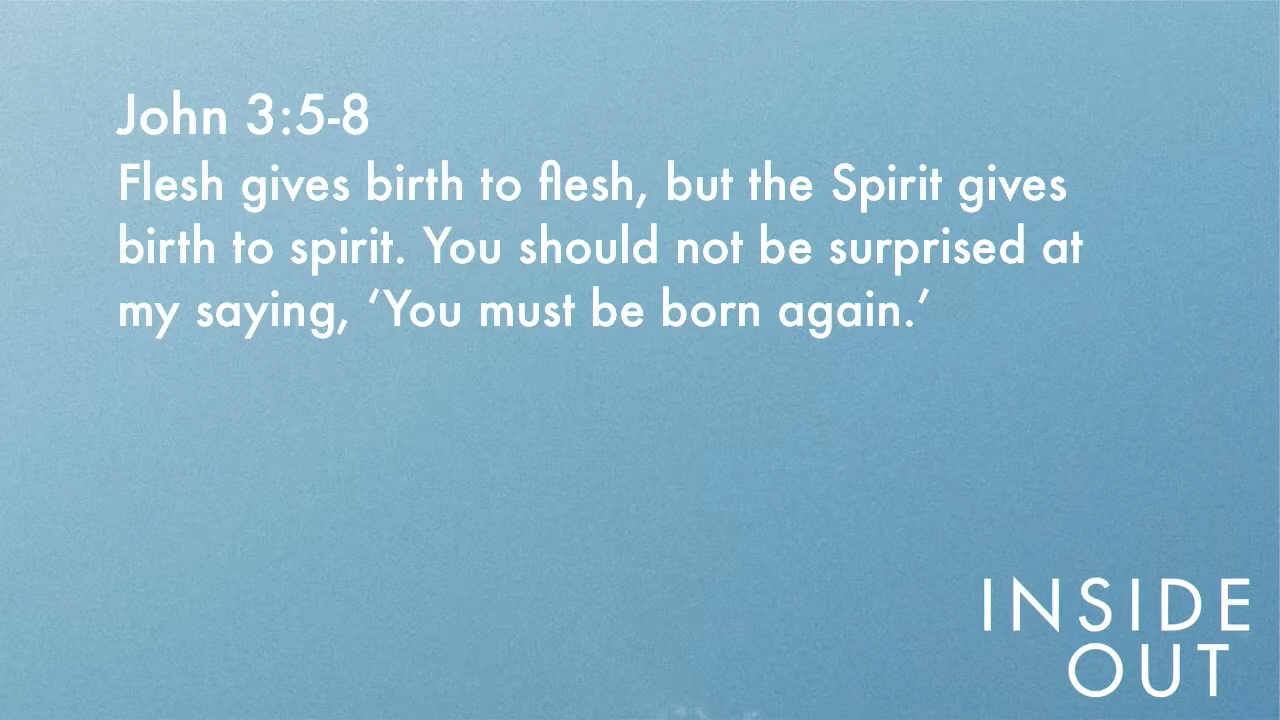 John 3:5-8
Flesh gives birth to flesh, but the Spirit gives
birth to spirit. You should not be surprised at
my saying, ‘You must be born again.’
INSIDE
OUT